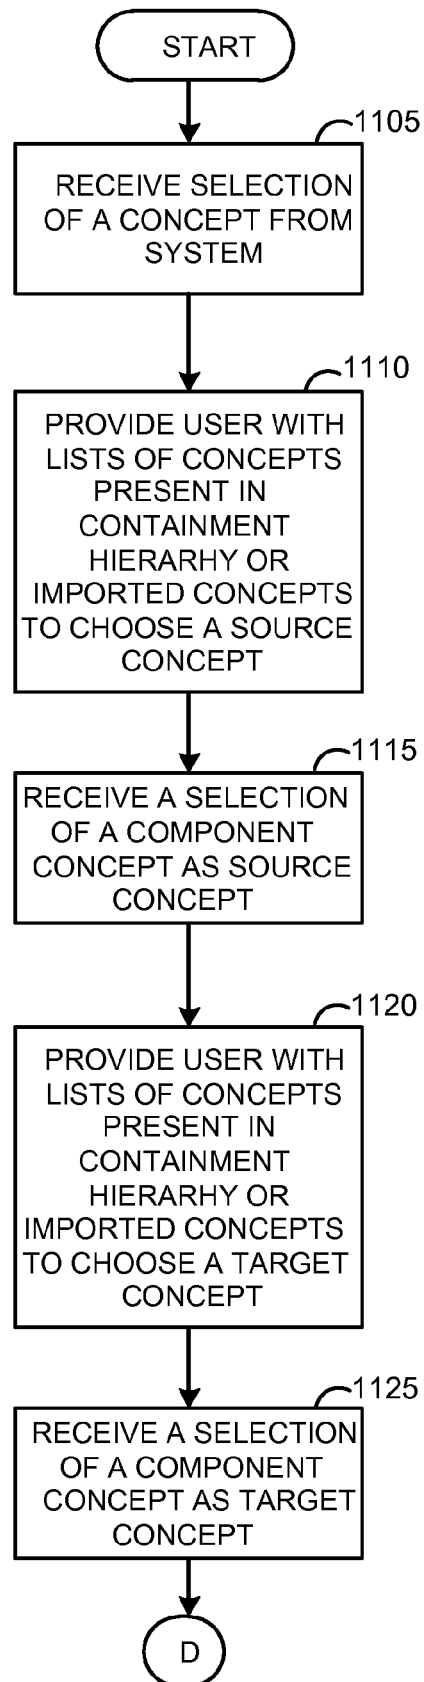 START
1105
RECEIVE SELECTION
OF A CONCEPT FROM
SYSTEM
1110
PROVIDE USER WITH
LISTS OF CONCEPTS
PRESENT IN
CONTAINMENT
HIERARHY OR
IMPORTED CONCEPTS
TO CHOOSE A SOURCE
CONCEPT
1115
RECEIVE A SELECTION
OF A COMPONENT
CONCEPT AS SOURCE
CONCEPT
1120
PROVIDE USER WITH
LISTS OF CONCEPTS
PRESENT IN
CONTAINMENT
HIERARHY OR
IMPORTED CONCEPTS
TO CHOOSE A TARGET
CONCEPT
1125
RECEIVE A SELECTION
OF A COMPONENT
CONCEPT AS TARGET
CONCEPT
D